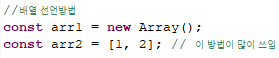 //배열 선언방법
const arr1 = new Array();
const arr2 = [1, 2]; // 이 방법이 많이 쓰임